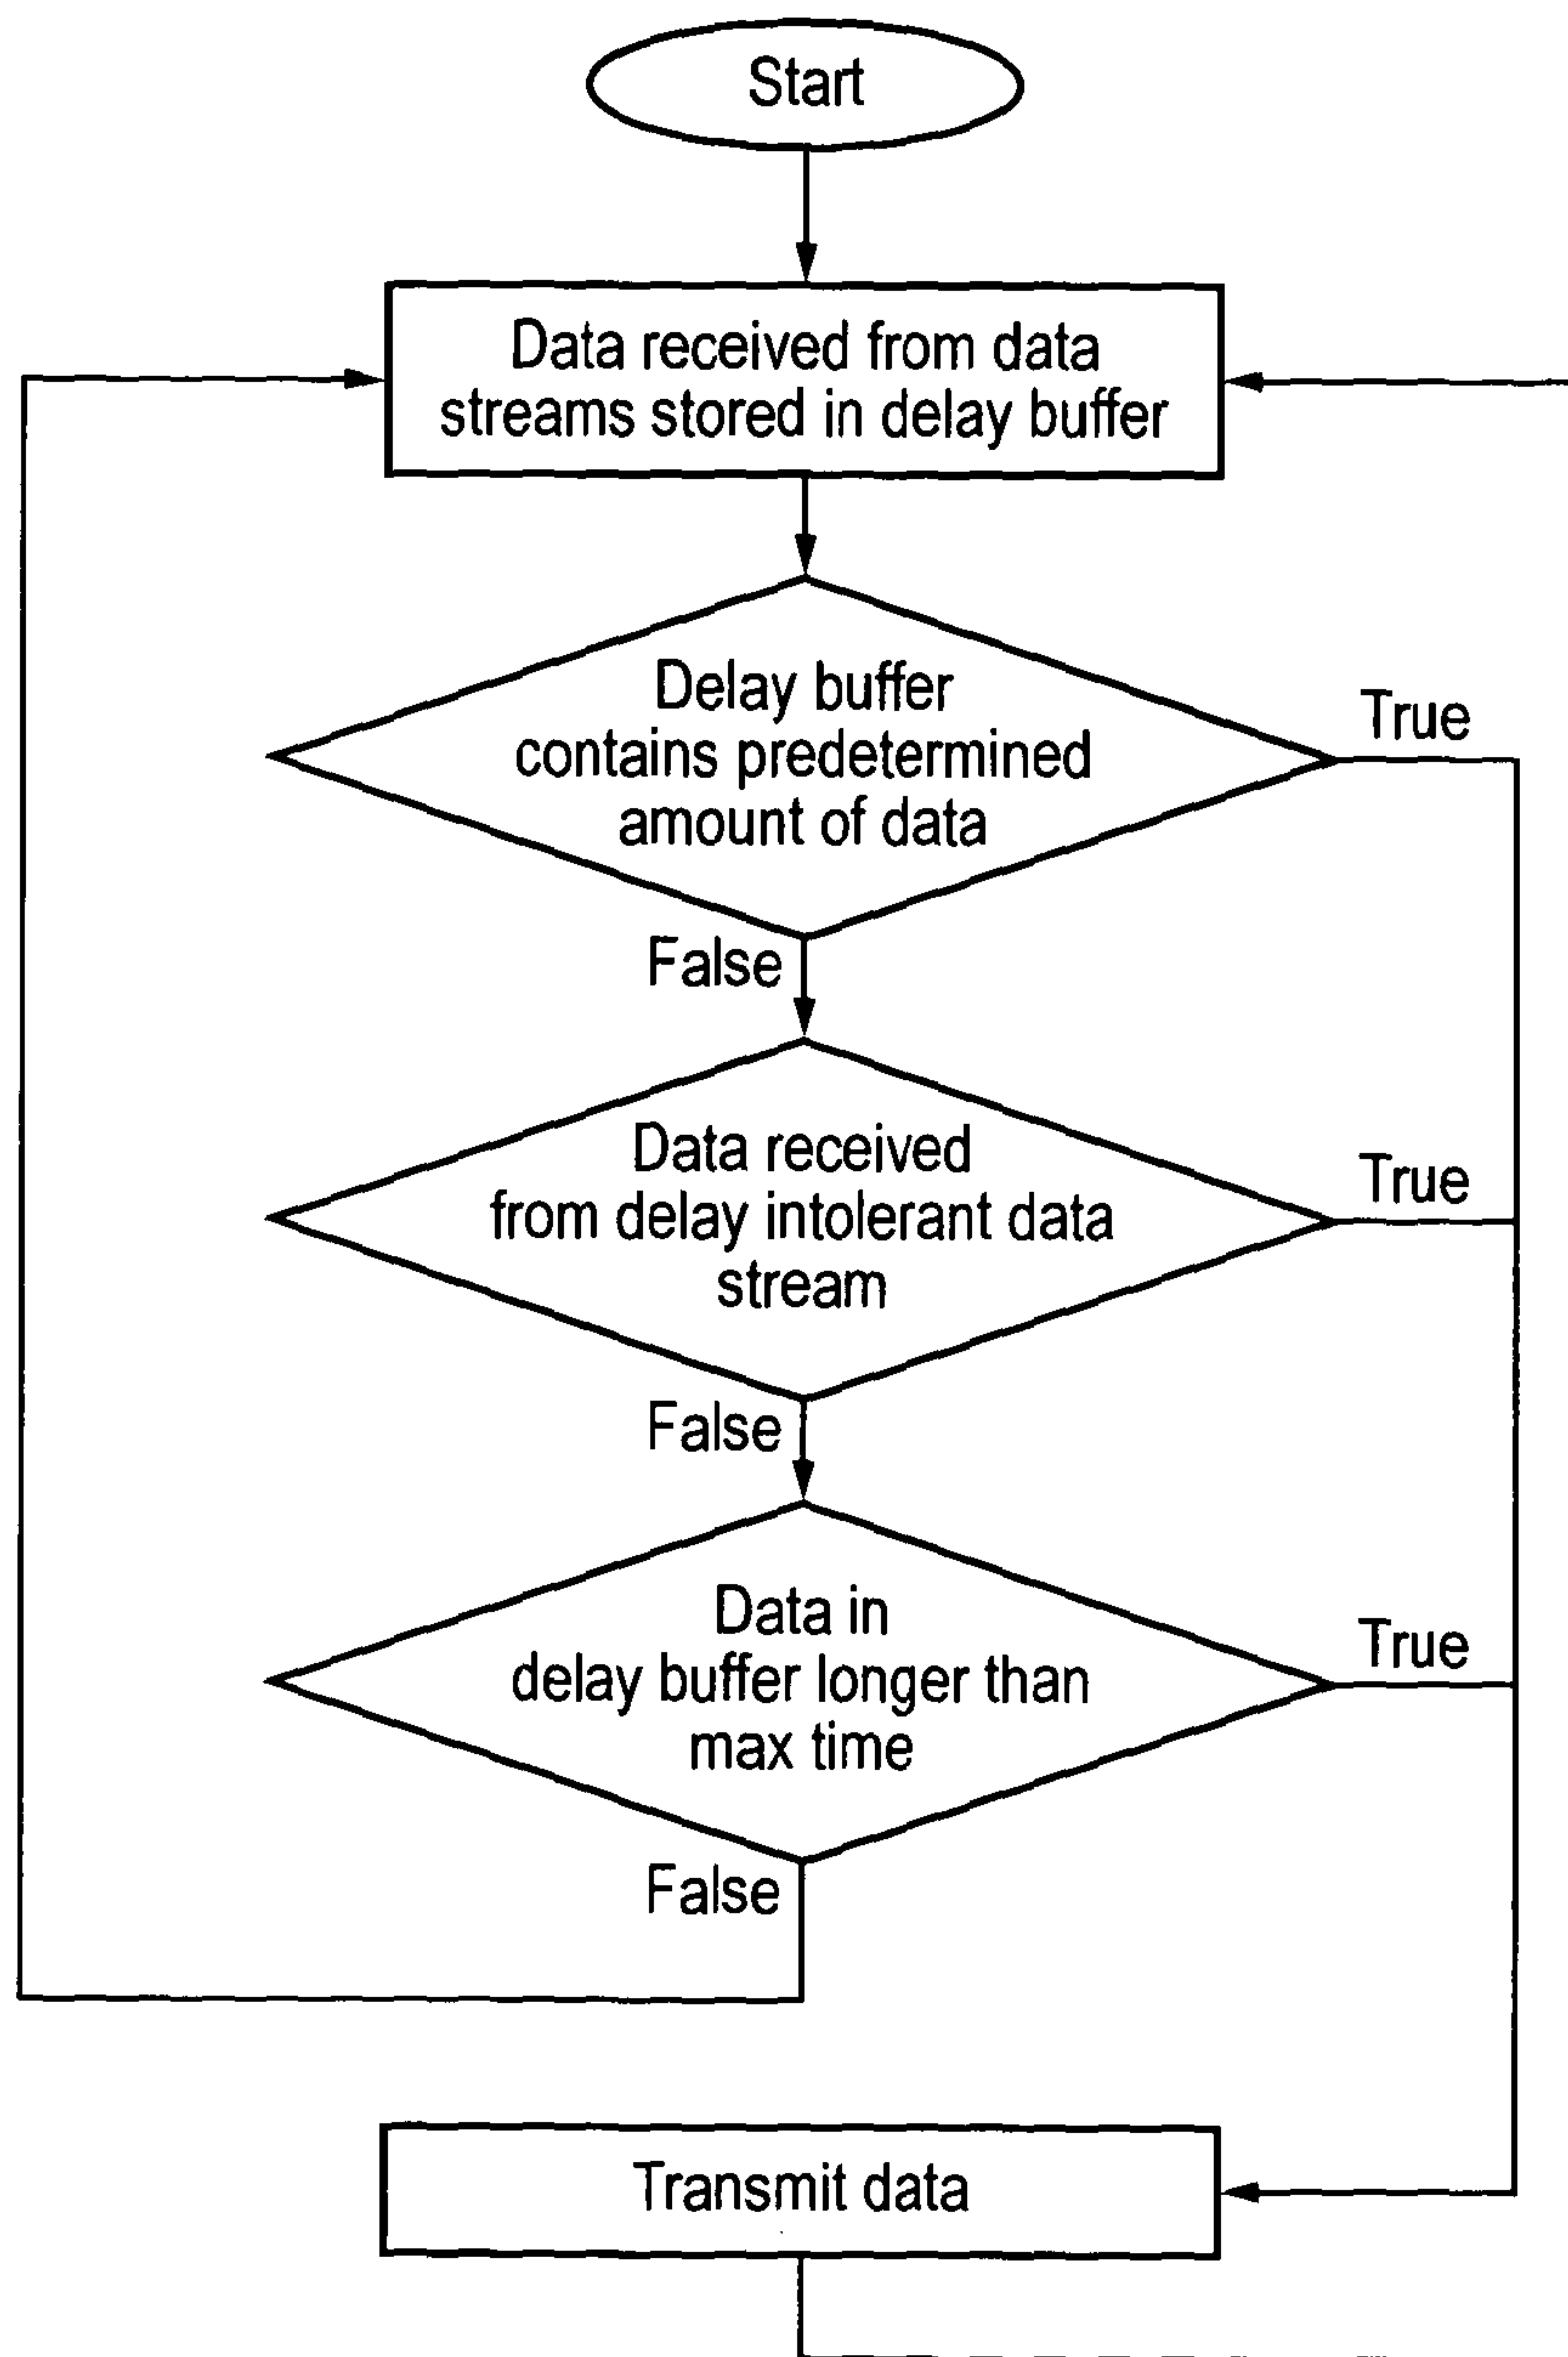 Start
Data received from data
streams stored in delay buffer
Delay buffer
contains predetermined
amount of data
True
False
Data received
from delay intolerant data
stream
True
False
Data in
delay buffer longer than
max time
True
False
Transmit data